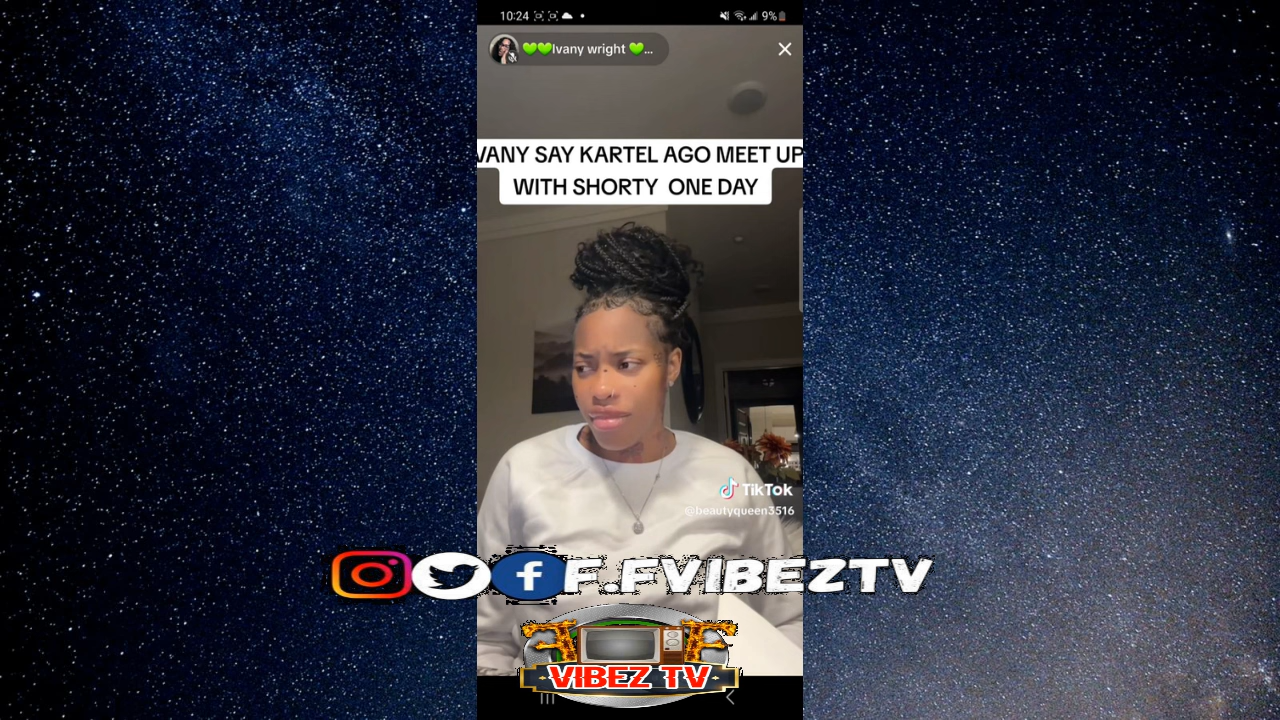 10:24
9%
💚💚Ivany wright 💚...
VANY SAY KARTEL AGO MEET UP
WITH SHORTY ONE DAY
TikTok
@beautyqueen3516
F.FVIBEZTV
F F
VIBEZ TV